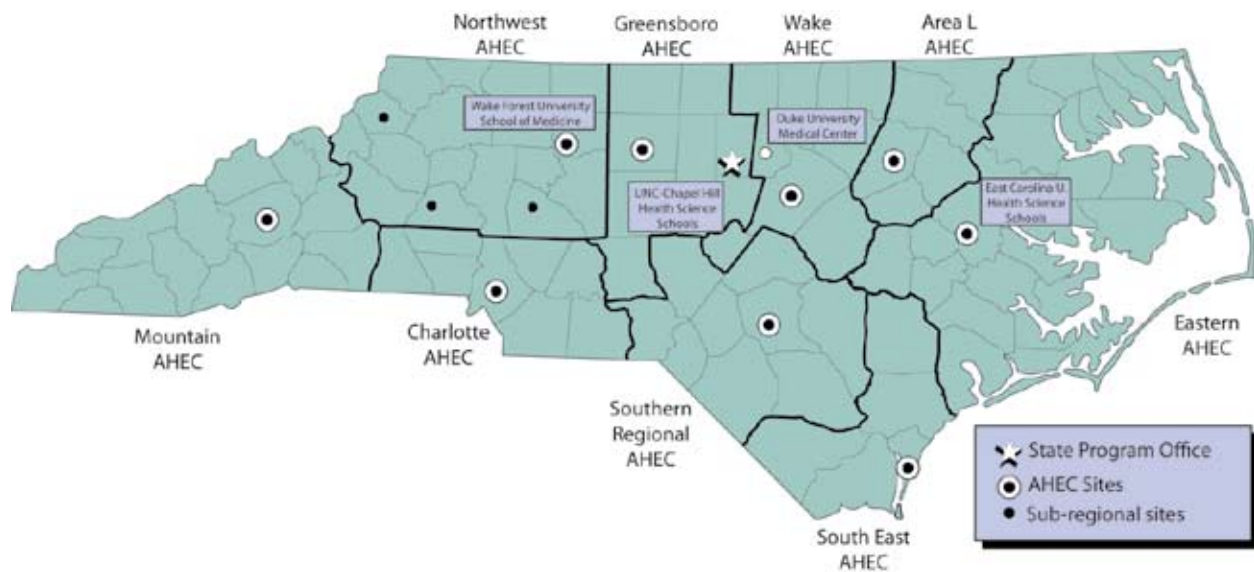 Northwest
AHEC
Greensboro
AHEC
Wake
AHEC
Area L
AHEC
Wake Forest University
School of Medicine
Duke University
Medical Center
UNC-Chapel Hill
Health Science
Schools
East Carolina U.
Health Science
Schools
Mountain
AHEC
Charlotte
AHEC
Eastern
AHEC
Southern
Regional
AHEC
South East
AHEC
State Program Office
AHEC Sites
Sub-regional sites